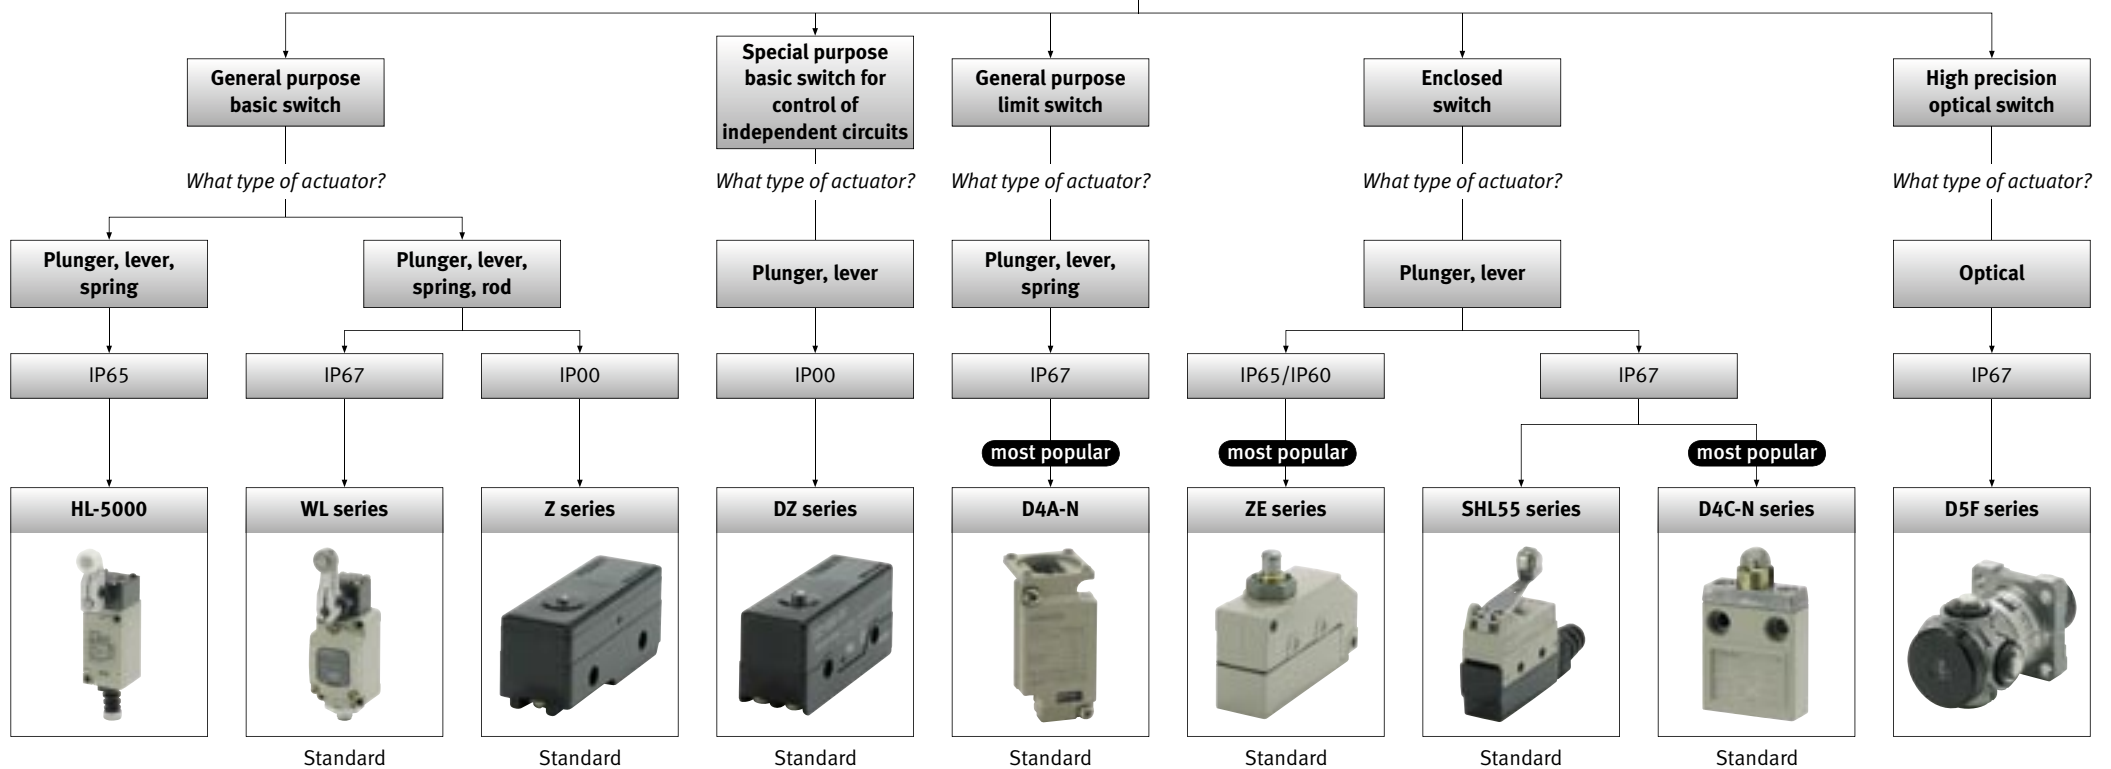 General purpose
basic switch
Special purpose
basic switch for
control of
independent circuits
General purpose
limit switch
Enclosed
switch
High precision
optical switch
What type of actuator?
What type of actuator?
What type of actuator?
What type of actuator?
What type of actuator?
Plunger, lever,
spring
Plunger, lever,
spring, rod
Plunger, lever
Plunger, lever,
spring
Plunger, lever
Optical
IP65
IP67
IP00
IP00
IP67
IP65/IP60
IP67
IP67
most popular
most popular
most popular
HL-5000
WL series
Z series
DZ series
D4A-N
ZE series
SHL55 series
D4C-N series
D5F series
Standard
Standard
Standard
Standard
Standard
Standard
Standard